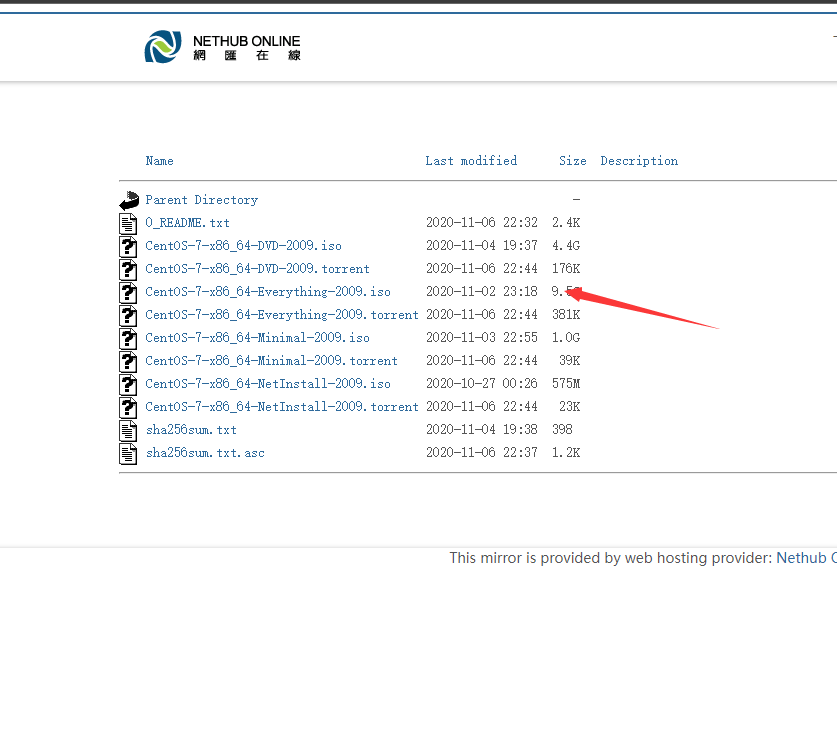 NETHUB ONLINE
網匯在線
Name Last modified Size Description
Parent Directory -
0_README.txt 2020-11-06 22:32 2.4K
CentOS-7-x86_64-DVD-2009.iso 2020-11-04 19:37 4.4G
CentOS-7-x86_64-DVD-2009.torrent 2020-11-06 22:44 176K
CentOS-7-x86_64-Everything-2009.iso 2020-11-02 23:18
CentOS-7-x86_64-Everything-2009.torrent 2020-11-06 22:44 381K
CentOS-7-x86_64-Minimal-2009.iso 2020-11-03 22:55 1.0G
CentOS-7-x86_64-Minimal-2009.torrent 2020-11-06 22:44 39K
CentOS-7-x86_64-NetInstall-2009.iso 2020-10-27 00:26 575M
CentOS-7-x86_64-NetInstall-2009.torrent 2020-11-06 22:44 23K
sha256sum.txt 2020-11-04 19:38 398
sha256sum.txt.asc 2020-11-06 22:37 1.2K
This mirror is provided by web hosting provider: Nethub